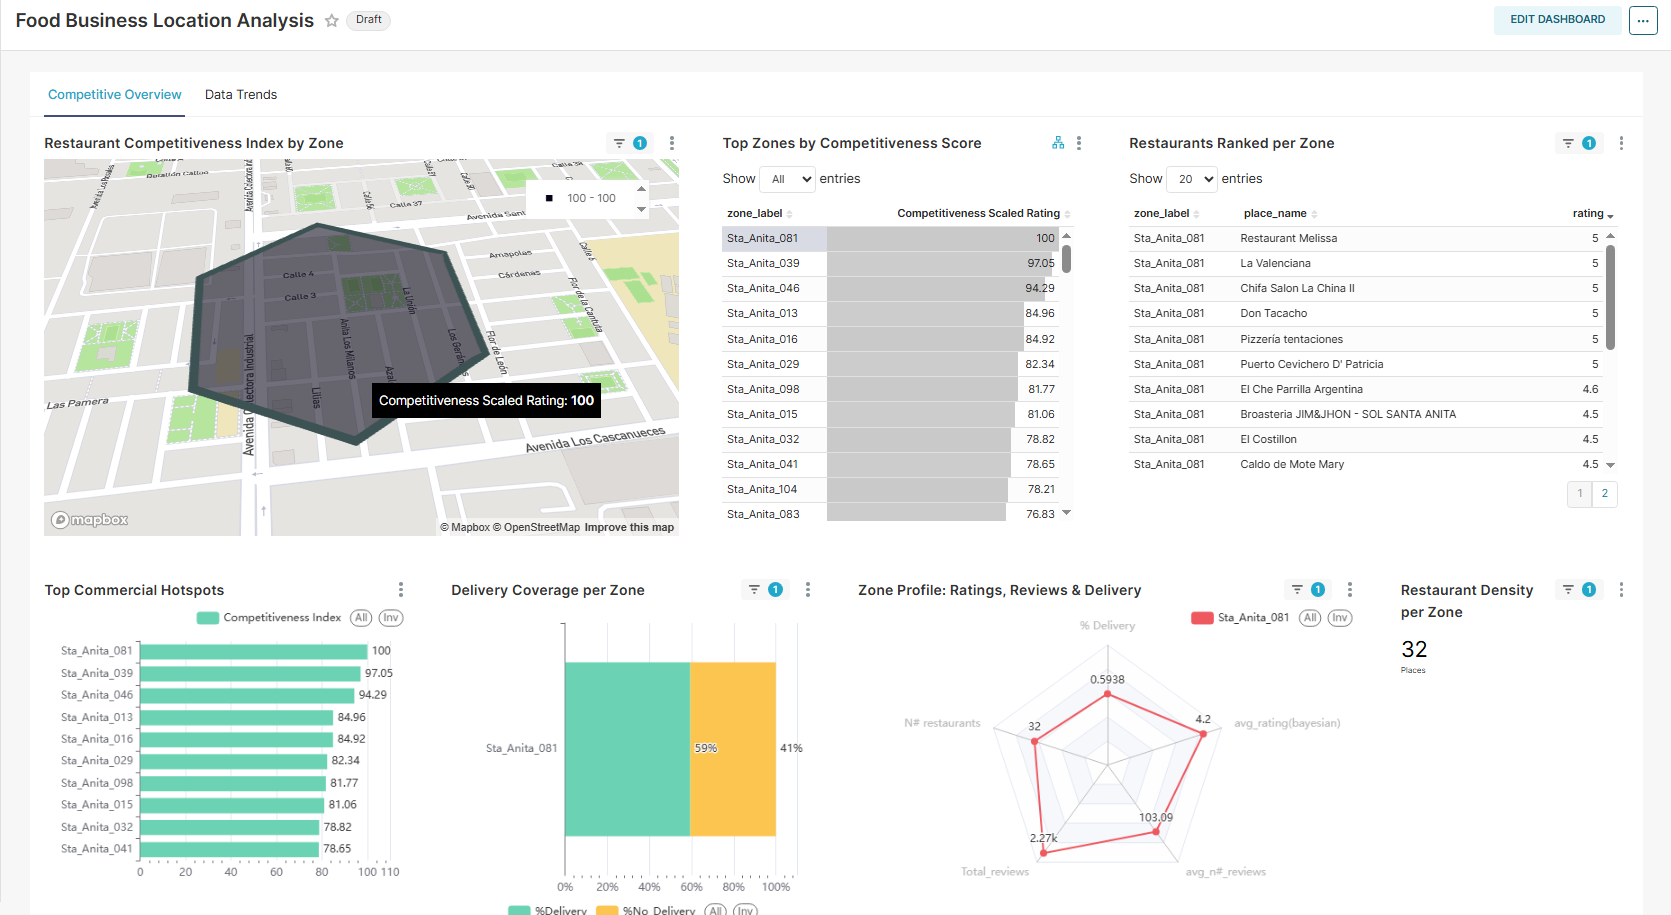 Food Business Location Analysis
Draft
EDIT DASHBOARD
...
Competitive Overview
Data Trends
Restaurant Competitiveness Index by Zone
1
100 - 100
Calle 37
Avenida Sant
Amapolas
Cárdenas
Calle 6
Flor de la Cantuta
Calle 4
Calle 3
La Unión
Anita Los Milanos
Los Gerán
Flor de León
Lilias
Azal
Las Pamera
Avenida Colectora Industrial
Avenida Los Cascanueces
Competitiveness Scaled Rating: 100
mapbox
© Mapbox © OpenStreetMap Improve this map
Top Zones by Competitiveness Score
Show All entries
zone_label Competitiveness Scaled Rating
Sta_Anita_081 100
Sta_Anita_039 97.05
Sta_Anita_046 94.29
Sta_Anita_013 84.96
Sta_Anita_016 84.92
Sta_Anita_029 82.34
Sta_Anita_098 81.77
Sta_Anita_015 81.06
Sta_Anita_032 78.82
Sta_Anita_041 78.65
Sta_Anita_104 78.21
Sta_Anita_083 76.83
Restaurants Ranked per Zone
1
Show 20 entries
zone_label place_name rating
Sta_Anita_081 Restaurant Melissa 5
Sta_Anita_081 La Valenciana 5
Sta_Anita_081 Chifa Salon La China II 5
Sta_Anita_081 Don Tacacho 5
Sta_Anita_081 Pizzería tentaciones 5
Sta_Anita_081 Puerto Cevichero D' Patricia 5
Sta_Anita_081 El Che Parrilla Argentina 4.6
Sta_Anita_081 Broasteria JIM&JHON - SOL SANTA ANITA 4.5
Sta_Anita_081 El Costillon 4.5
Sta_Anita_081 Caldo de Mote Mary 4.5
1 2
Top Commercial Hotspots
Competitiveness Index All Inv
Sta_Anita_081 100
Sta_Anita_039 97.05
Sta_Anita_046 94.29
Sta_Anita_013 84.96
Sta_Anita_016 84.92
Sta_Anita_029 82.34
Sta_Anita_098 81.77
Sta_Anita_015 81.06
Sta_Anita_032 78.82
Sta_Anita_041 78.65
0 20 40 60 80 100 110
Delivery Coverage per Zone
1
Sta_Anita_081 59% 41%
0% 20% 40% 60% 80% 100%
%Delivery %No_Delivery All Inv
Zone Profile: Ratings, Reviews & Delivery
1
Sta_Anita_081 All Inv
% Delivery
0.5938
N# restaurants
32
4.2
avg_rating(bayesian)
103.09
2.27k
Total_reviews
avg_n#_reviews
Restaurant Density
per Zone
1
32
Places